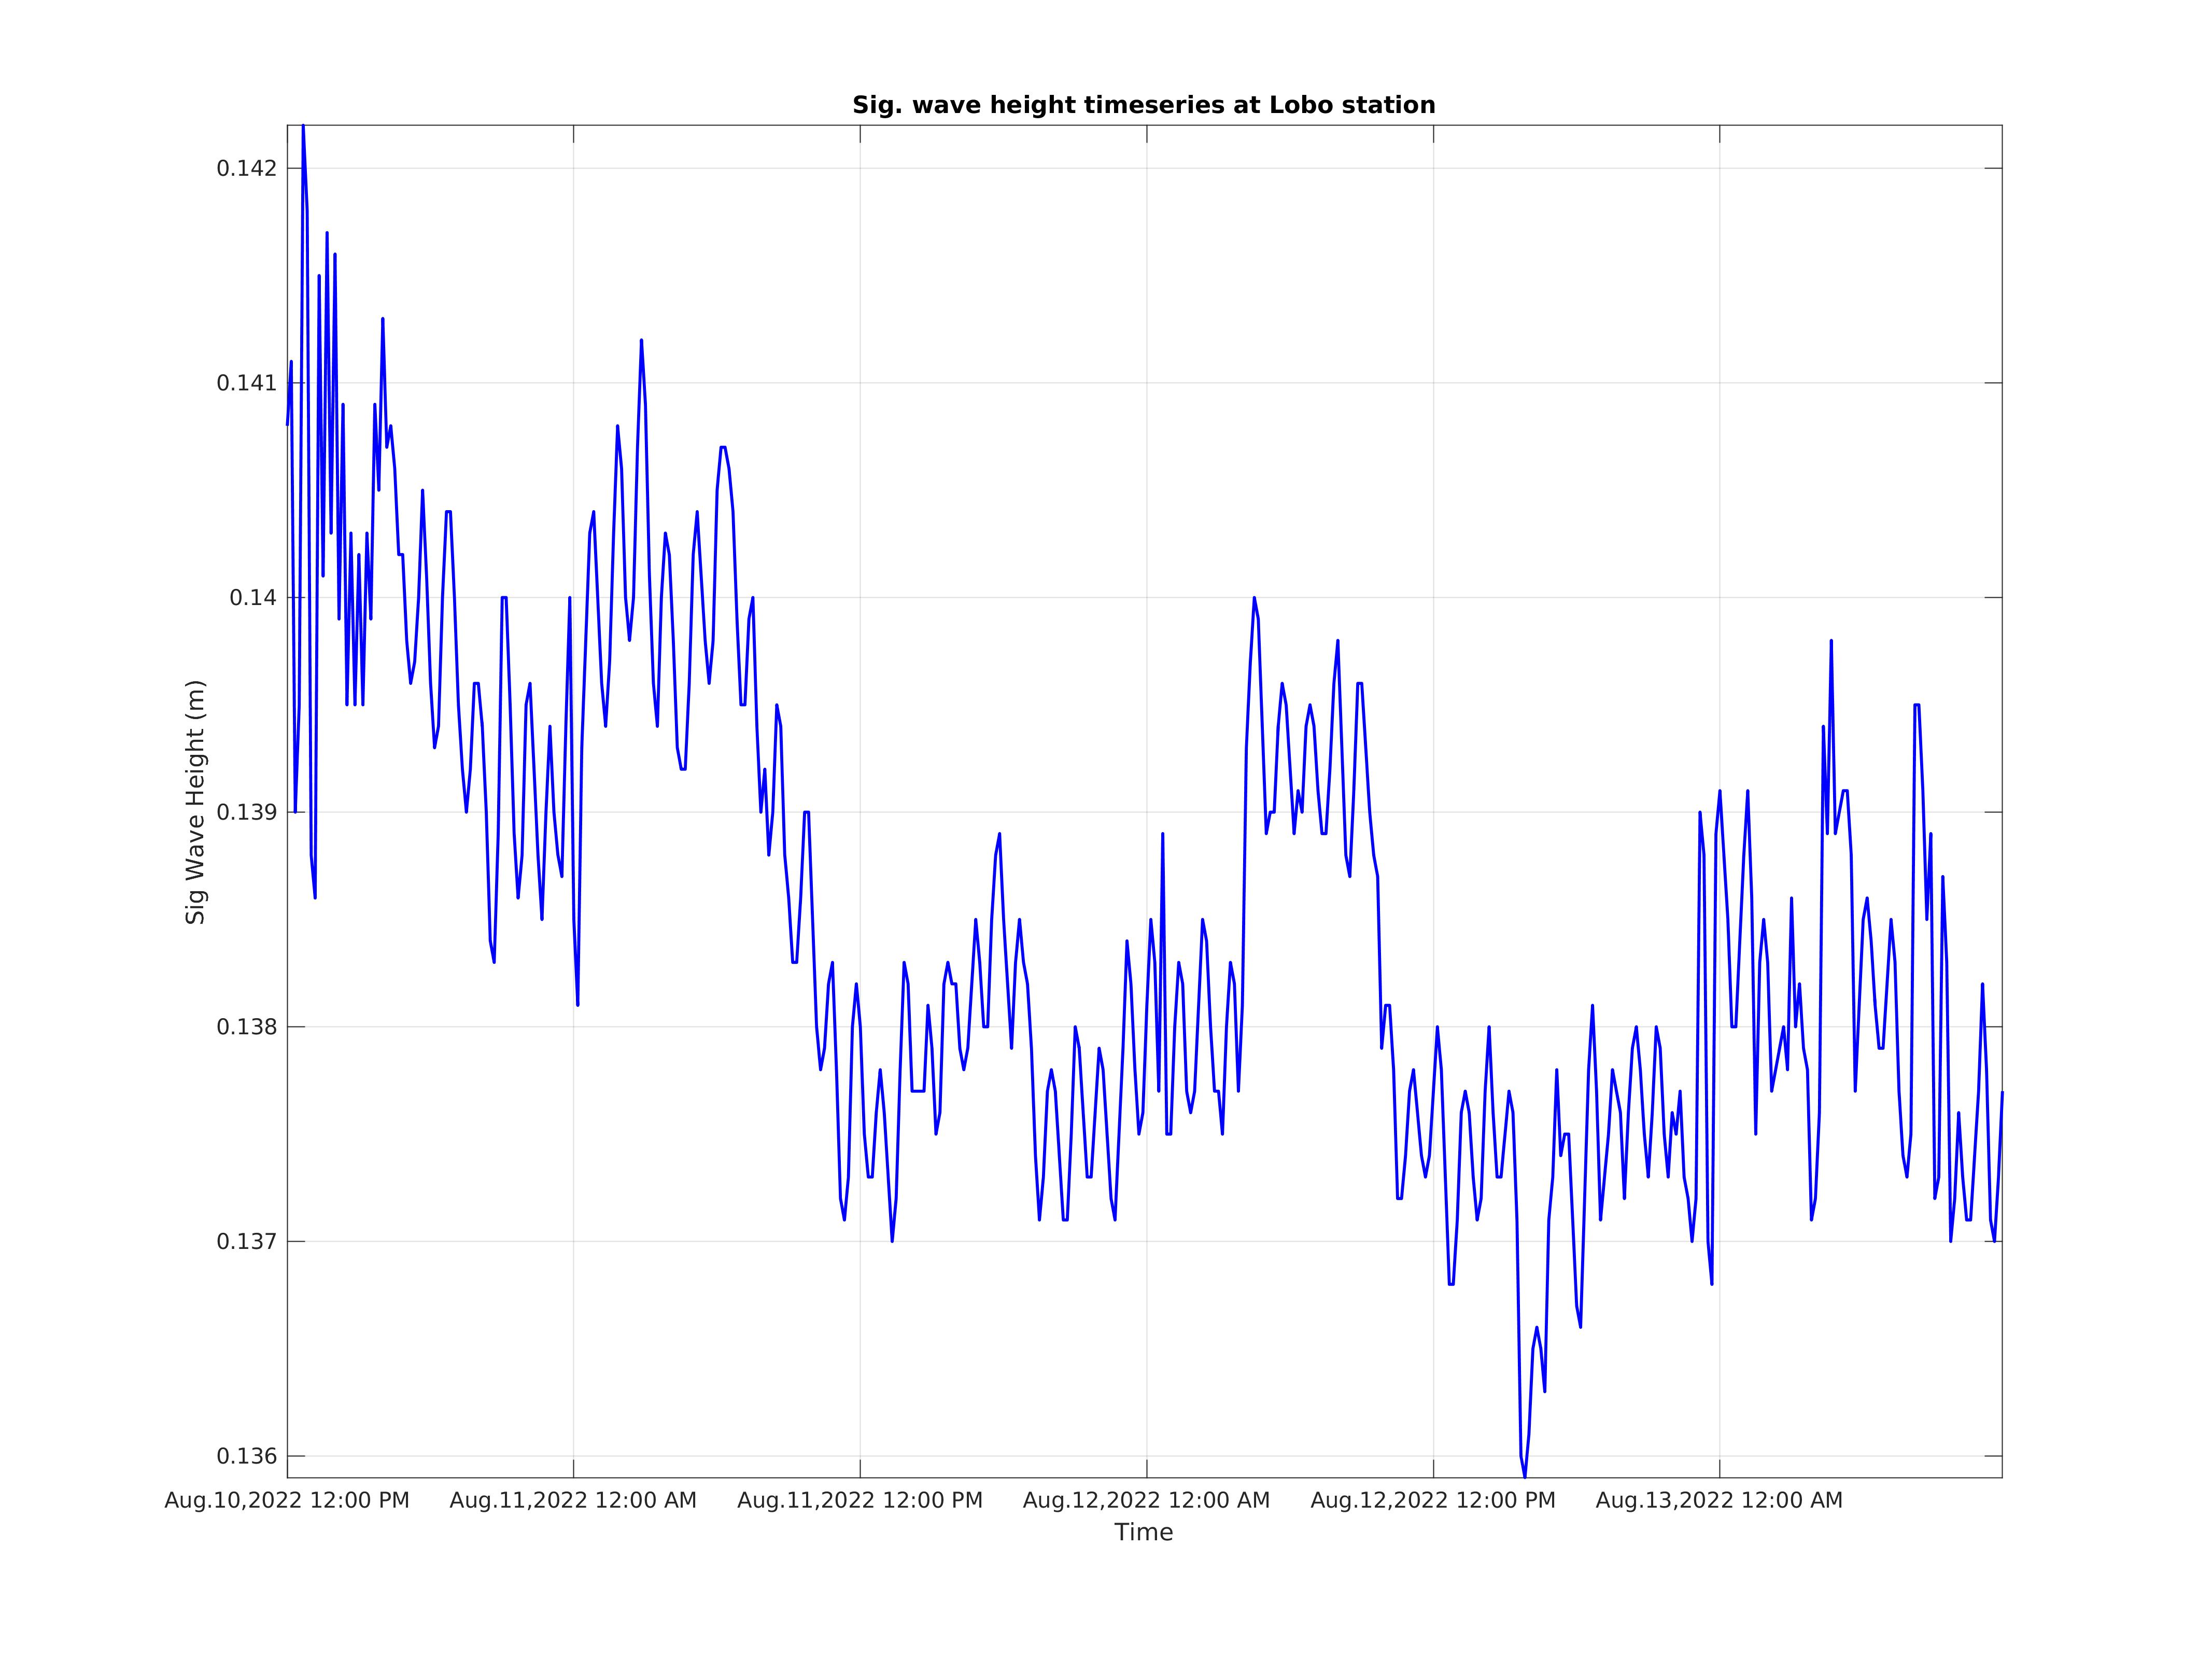 Sig. wave height timeseries at Lobo station
0.142
0.141
0.14
0.139
0.138
0.137
0.136
Sig Wave Height (m)
Aug.10,2022 12:00 PM Aug.11,2022 12:00 AM Aug.11,2022 12:00 PM Aug.12,2022 12:00 AM Aug.12,2022 12:00 PM Aug.13,2022 12:00 AM
Time